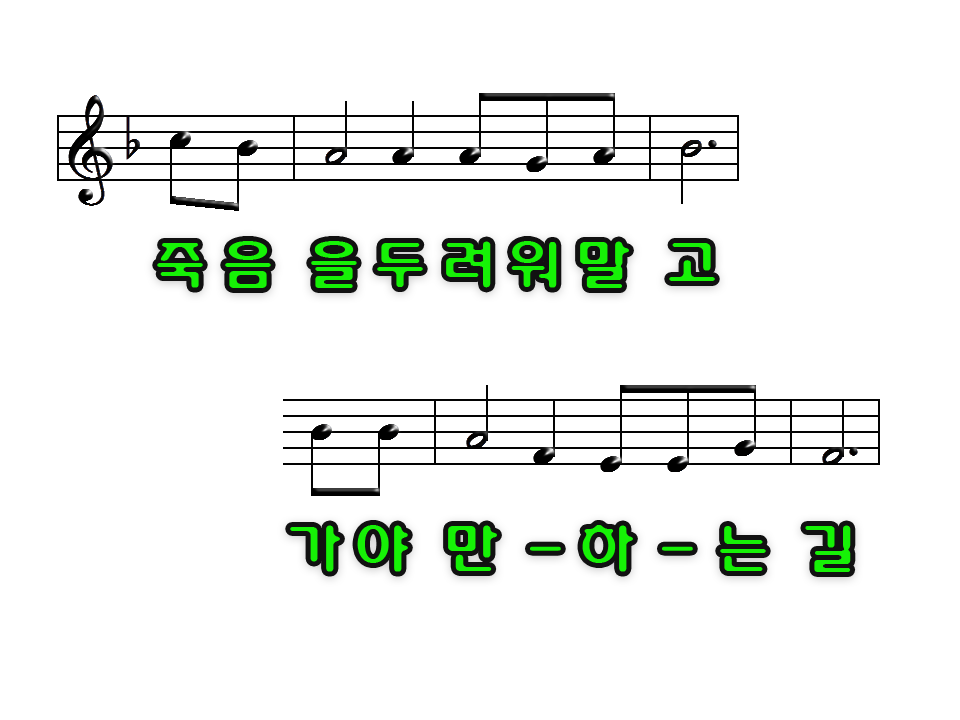 죽음 을두려워말 고
가야 만 – 하 – 는 길